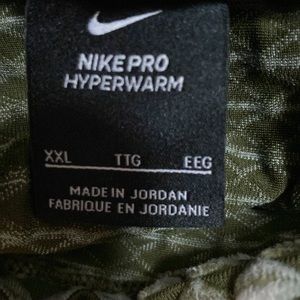 NIKE PRO
HYPERWARM
XXL TTG EEG
MADE IN JORDAN
FABRIQUE EN JORDANIE